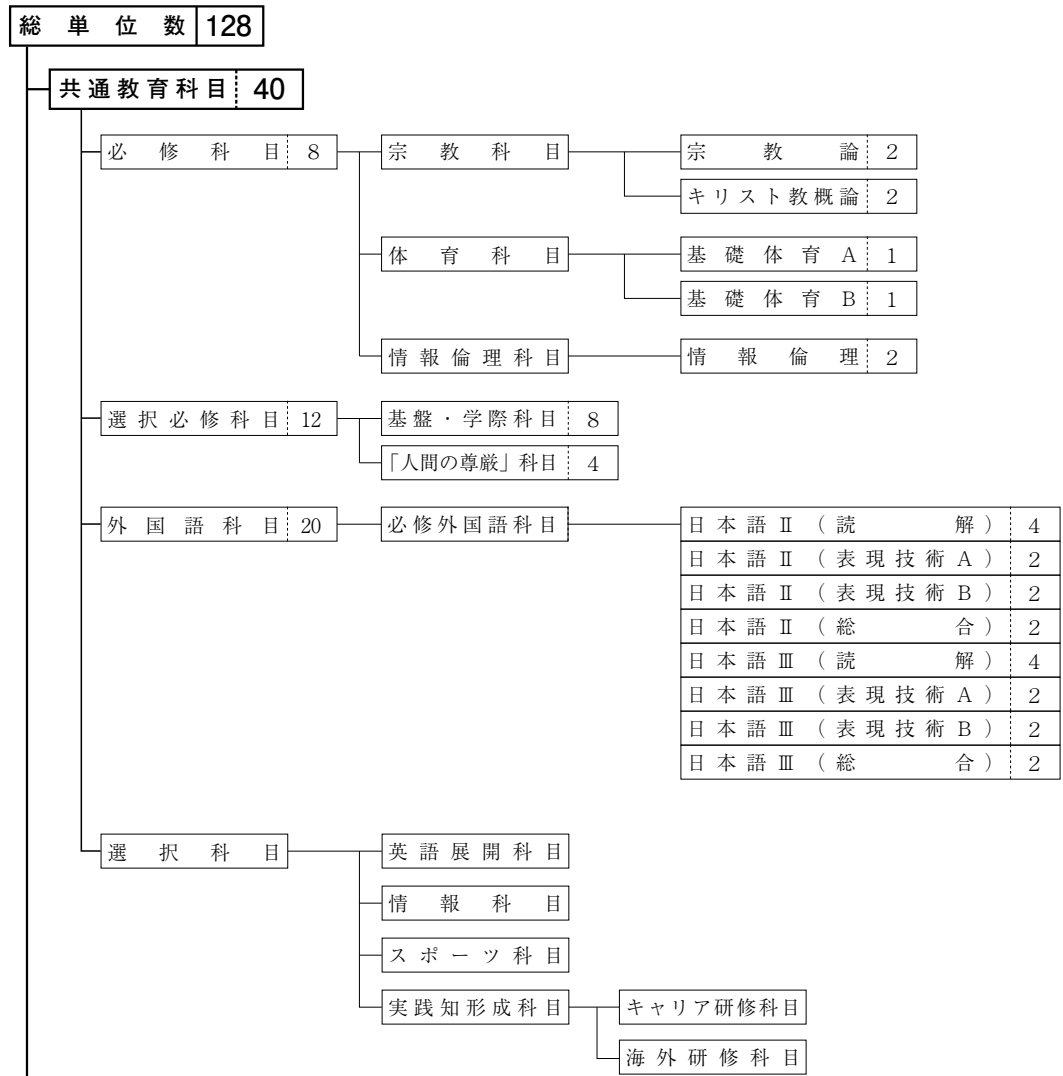 総単位数 128
共通教育科目 40
必修科目 8 宗教科目 宗教論 2
キリスト教概論 2
体育科目 基礎体育A 1
基礎体育B 1
情報倫理科目 情報倫理 2
選択必修科目 12 基盤・学際科目 8
「人間の尊厳」科目 4
外国語科目 20 必修外国語科目 日本語Ⅱ(読解) 4
日本語Ⅱ(表現技術A) 2
日本語Ⅱ(表現技術B) 2
日本語Ⅱ(総合) 2
日本語Ⅲ(読解) 4
日本語Ⅲ(表現技術A) 2
日本語Ⅲ(表現技術B) 2
日本語Ⅲ(総合) 2
選択科目 英語展開科目
情報科目
スポーツ科目
実践知形成科目 キャリア研修科目
海外研修科目